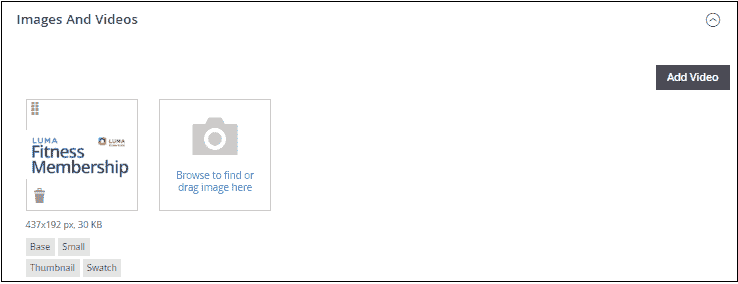 Images And Videos
Add Video
LUMA
LUMA
Fitness
Membership
Browse to find or
drag image here
437x192 px, 30 KB
Base Small
Thumbnail Swatch